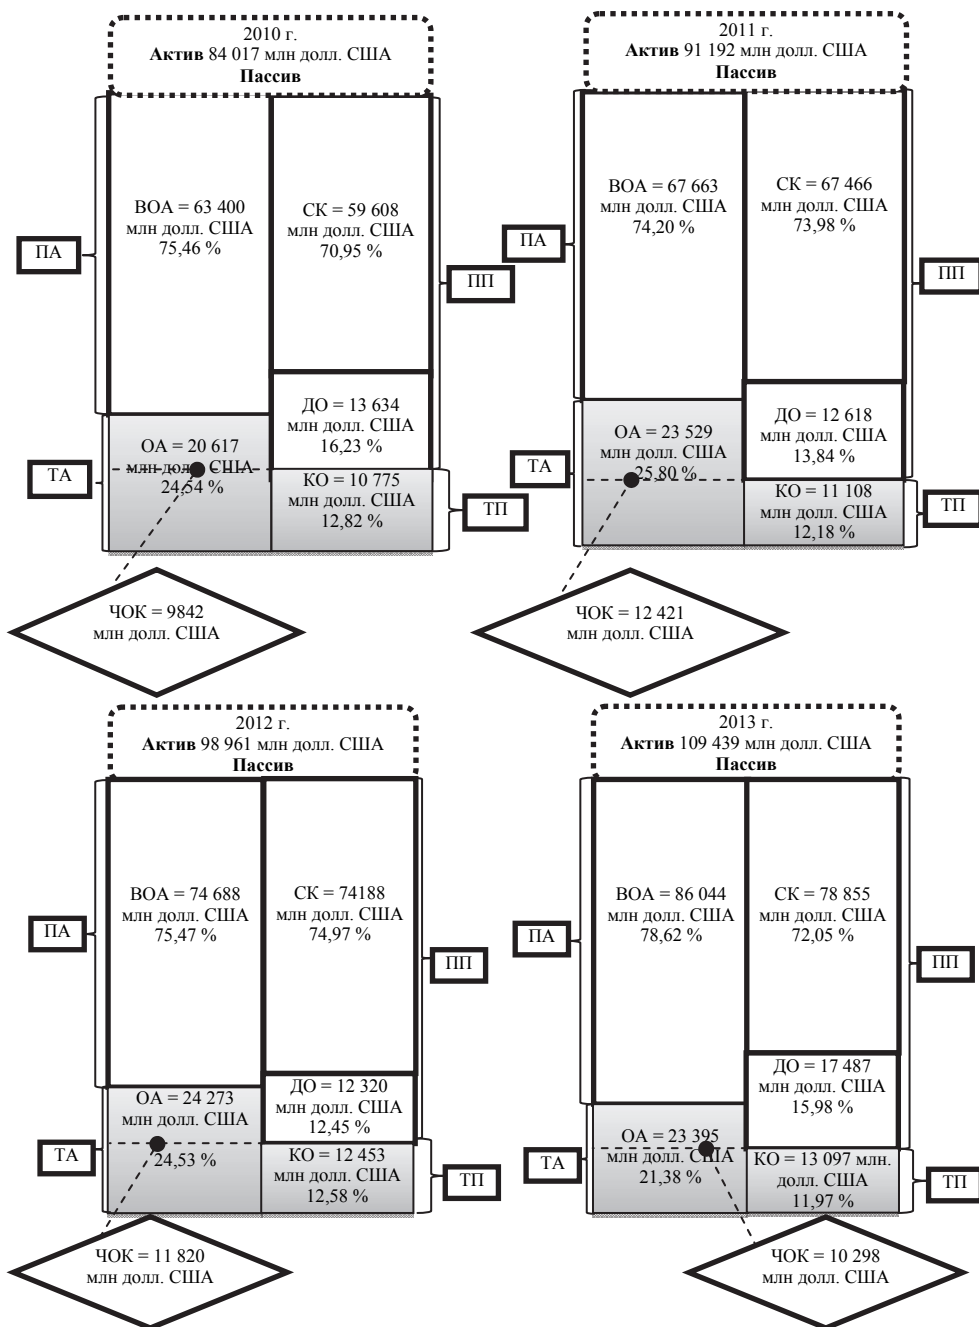 2010 г.
Актив 84 017 млн долл. США
Пассив
ВОА = 63 400
млн долл. США
75,46 %
СК = 59 608
млн долл. США
70,95 %
ПА
ПП
ДО = 13 634
млн долл. США
16,23 %
ОА = 20 617
млн долл. США
24,54 %
ТА
КО = 10 775
млн долл. США
12,82 %
ТП
ЧОК = 9842
млн долл. США
2011 г.
Актив 91 192 млн долл. США
Пассив
ВОА = 67 663
млн долл. США
74,20 %
СК = 67 466
млн долл. США
73,98 %
ПА
ПП
ДО = 12 618
млн долл. США
13,84 %
ОА = 23 529
млн долл. США
25,80 %
ТА
КО = 11 108
млн долл. США
12,18 %
ТП
ЧОК = 12 421
млн долл. США
2012 г.
Актив 98 961 млн долл. США
Пассив
ВОА = 74 688
млн долл. США
75,47 %
СК = 74188
млн долл. США
74,97 %
ПА
ПП
ДО = 12 320
млн долл. США
12,45 %
ОА = 24 273
млн долл. США
24,53 %
ТА
КО = 12 453
млн долл. США
12,58 %
ТП
ЧОК = 11 820
млн долл. США
2013 г.
Актив 109 439 млн долл. США
Пассив
ВОА = 86 044
млн долл. США
78,62 %
СК = 78 855
млн долл. США
72,05 %
ПА
ПП
ДО = 17 487
млн долл. США
15,98 %
ОА = 23 395
млн долл. США
21,38 %
ТА
КО = 13 097 млн.
долл. США
11,97 %
ТП
ЧОК = 10 298
млн долл. США